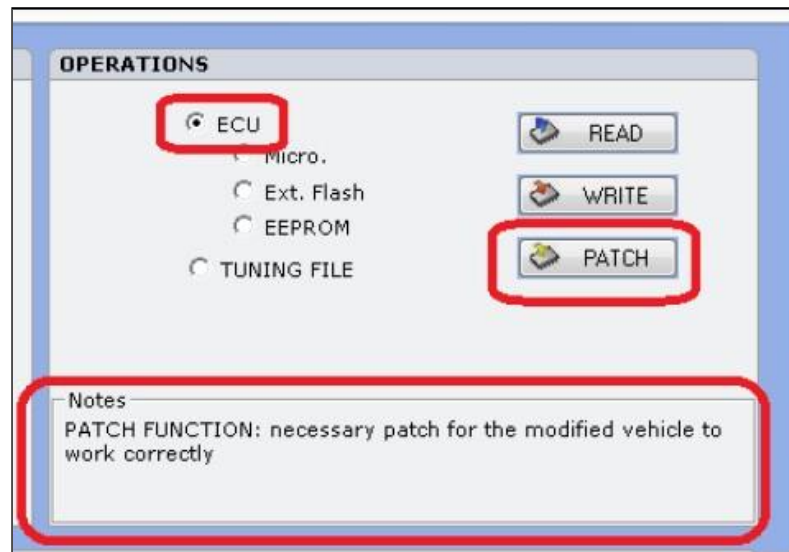 OPERATIONS
ECU
Micro.
Ext. Flash
EEPROM
TUNING FILE
READ
WRITE
PATCH
Notes
PATCH FUNCTION: necessary patch for the modified vehicle to
work correctly